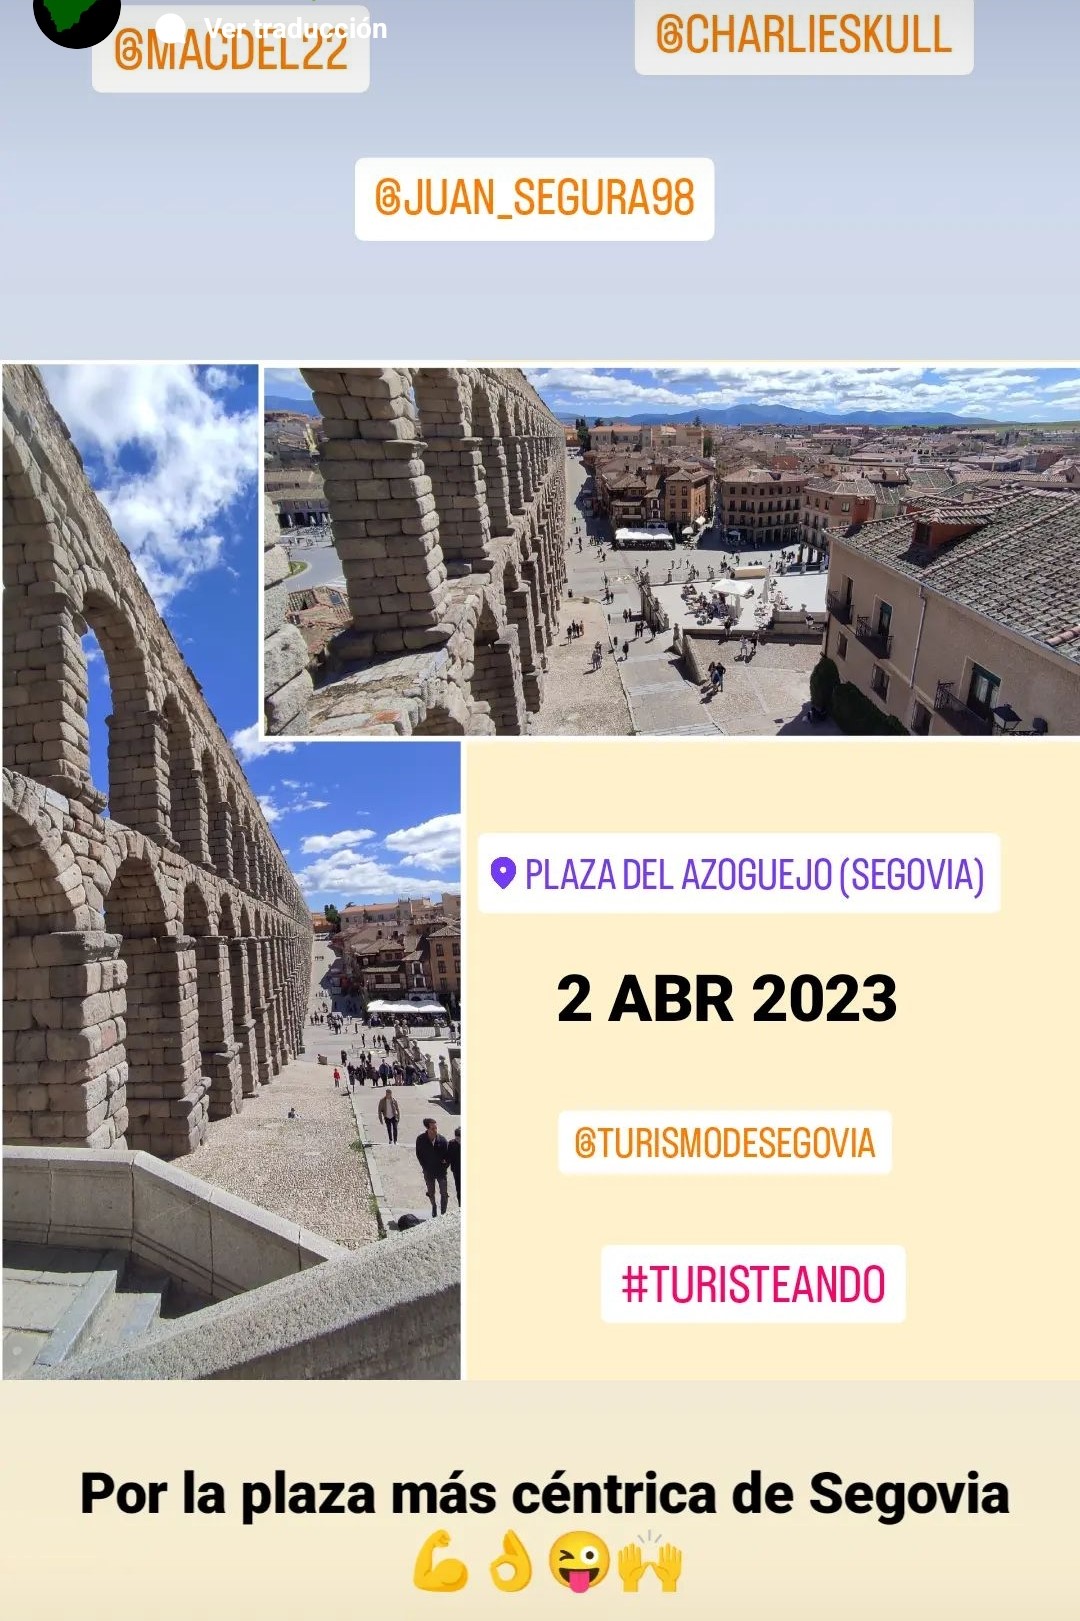 Ver traducción
@MACDEL22
@CHARLIESKULL
@JUAN_SEGURA98
PLAZA DEL AZOGUEJO (SEGOVIA)
2 ABR 2023
@TURISMODESEGOVIA
#TURISTEANDO
Por la plaza más céntrica de Segovia
💪👌😜🙌